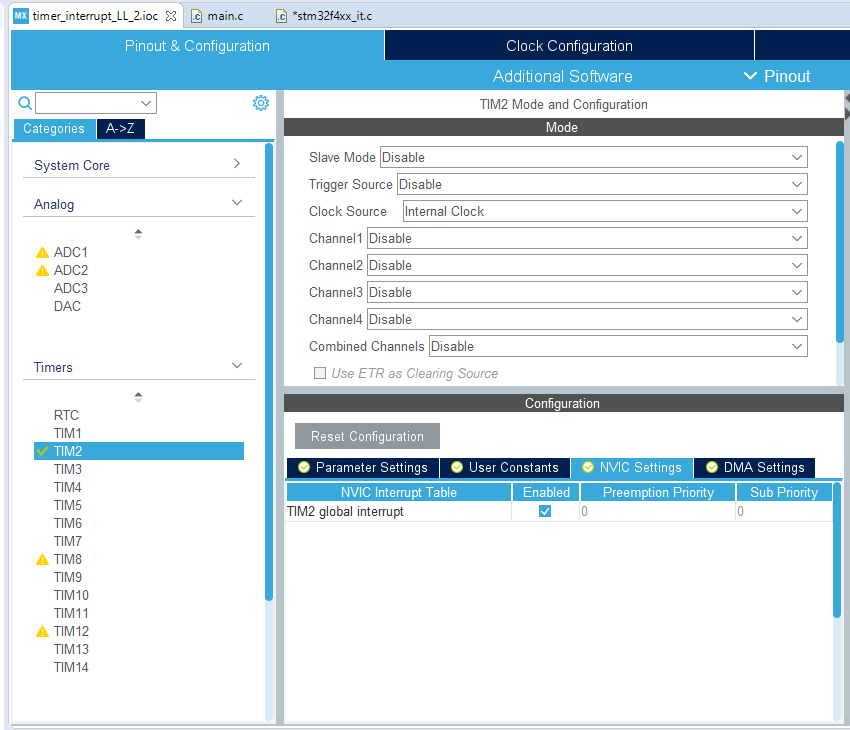 MX timer_interrupt_LL_2.ioc main.c *stm32f4xx_it.c
Pinout & Configuration Clock Configuration
Additional Software Pinout
Categories A->Z
System Core
Analog
ADC1
ADC2
ADC3
DAC
Timers
RTC
TIM1
TIM2
TIM3
TIM4
TIM5
TIM6
TIM7
TIM8
TIM9
TIM10
TIM11
TIM12
TIM13
TIM14
TIM2 Mode and Configuration
Mode
Slave Mode Disable
Trigger Source Disable
Clock Source Internal Clock
Channel1 Disable
Channel2 Disable
Channel3 Disable
Channel4 Disable
Combined Channels Disable
Use ETR as Clearing Source
Configuration
Reset Configuration
Parameter Settings User Constants NVIC Settings DMA Settings
NVIC Interrupt Table Enabled Preemption Priority Sub Priority
TIM2 global interrupt 0 0